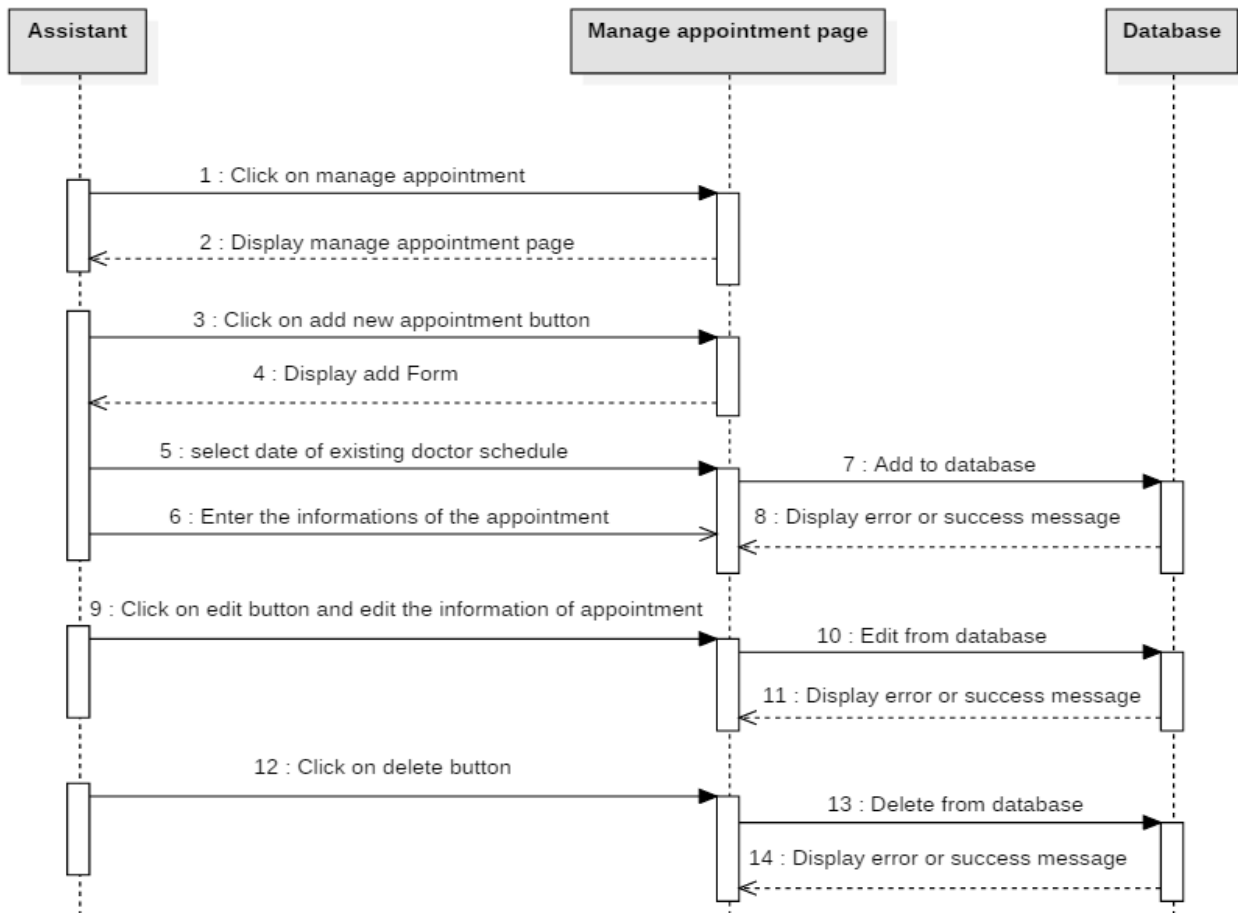 Assistant
Manage appointment page
Database
1 : Click on manage appointment
2 : Display manage appointment page
3 : Click on add new appointment button
4 : Display add Form
5 : select date of existing doctor schedule
7 : Add to database
6 : Enter the informations of the appointment
8 : Display error or success message
9 : Click on edit button and edit the information of appointment
10 : Edit from database
11 : Display error or success message
12 : Click on delete button
13 : Delete from database
14 : Display error or success message